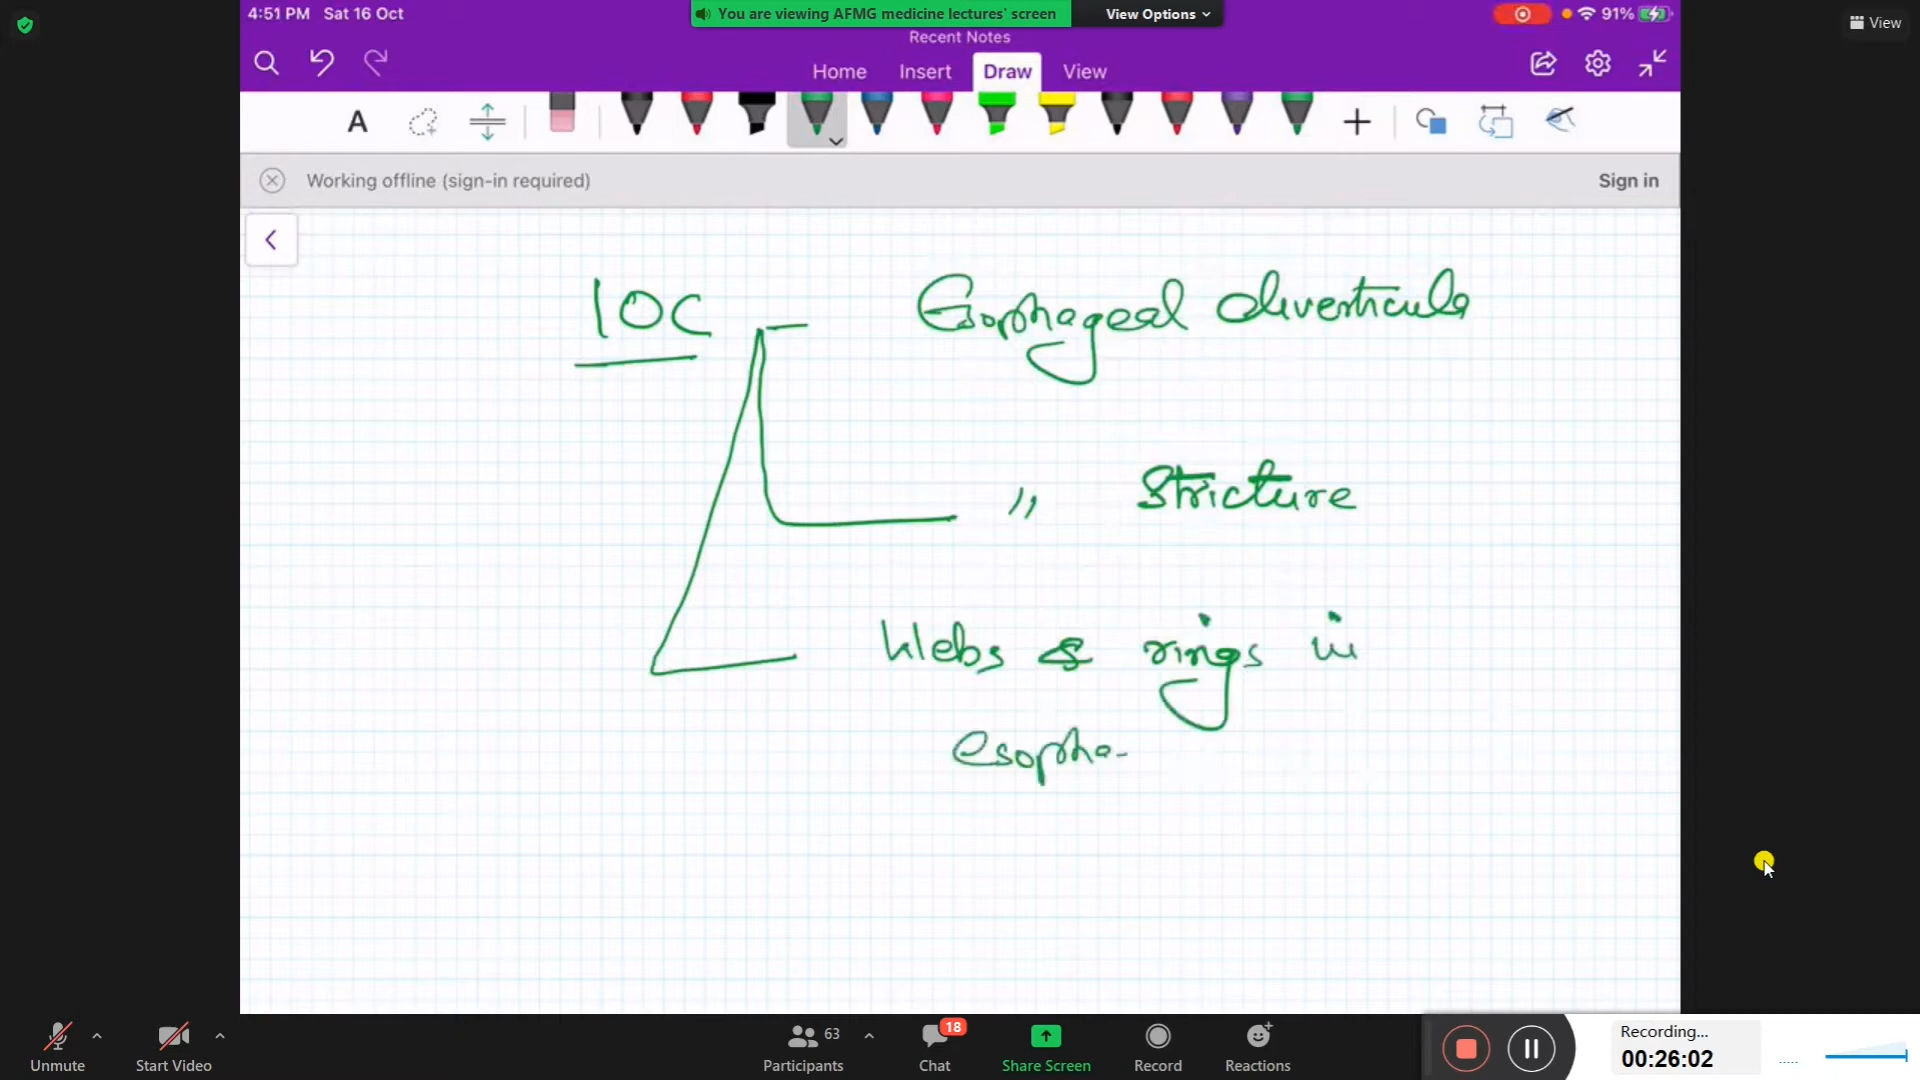 4:51 PM Sat 16 Oct
You are viewing AFMG medicine lectures' screen
View Options
91%
View
Recent Notes
Home Insert Draw View
A
Working offline (sign-in required)
Sign in
IOC Esophageal diverticula
" Stricture
Webs & rings in
esopha-
Unmute
Start Video
Participants 63
Chat 18
Share Screen
Record
Reactions
Recording...
00:26:02